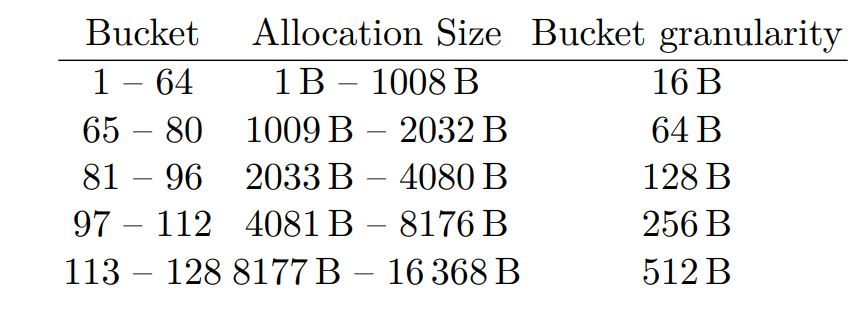 Bucket Allocation Size Bucket granularity
1 – 64 1 B – 1008 B 16 B
65 – 80 1009 B – 2032 B 64 B
81 – 96 2033 B – 4080 B 128 B
97 – 112 4081 B – 8176 B 256 B
113 – 128 8177 B – 16 368 B 512 B